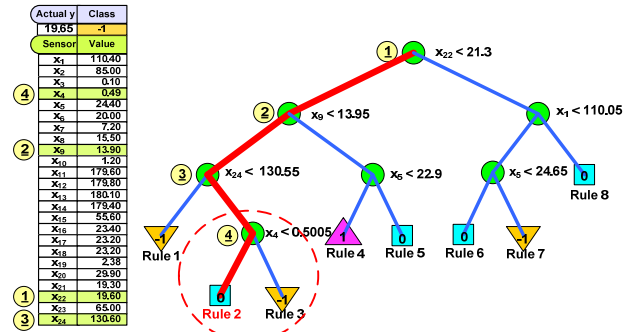 Actual y Class
19.65 -1
Sensor Value
x1 110.40
x2 85.00
x3 0.10
4 x4 0.49
x5 24.40
x6 20.00
x7 7.20
x8 15.50
2 x9 13.90
x10 1.20
x11 179.60
x12 179.80
x13 180.10
x14 179.40
x15 55.60
x16 23.40
x17 23.20
x18 23.20
x19 2.38
x20 29.90
x21 19.30
1 x22 19.60
x23 65.00
3 x24 130.60
1 x22 < 21.3
2 x9 < 13.95
x1 < 110.05
3 x24 < 130.55
x5 < 22.9
x5 < 24.65
0
Rule 8
4 x4 < 0.5005
-1 1 0 0 -1
Rule 1 Rule 4 Rule 5 Rule 6 Rule 7
0 -1
Rule 2 Rule 3